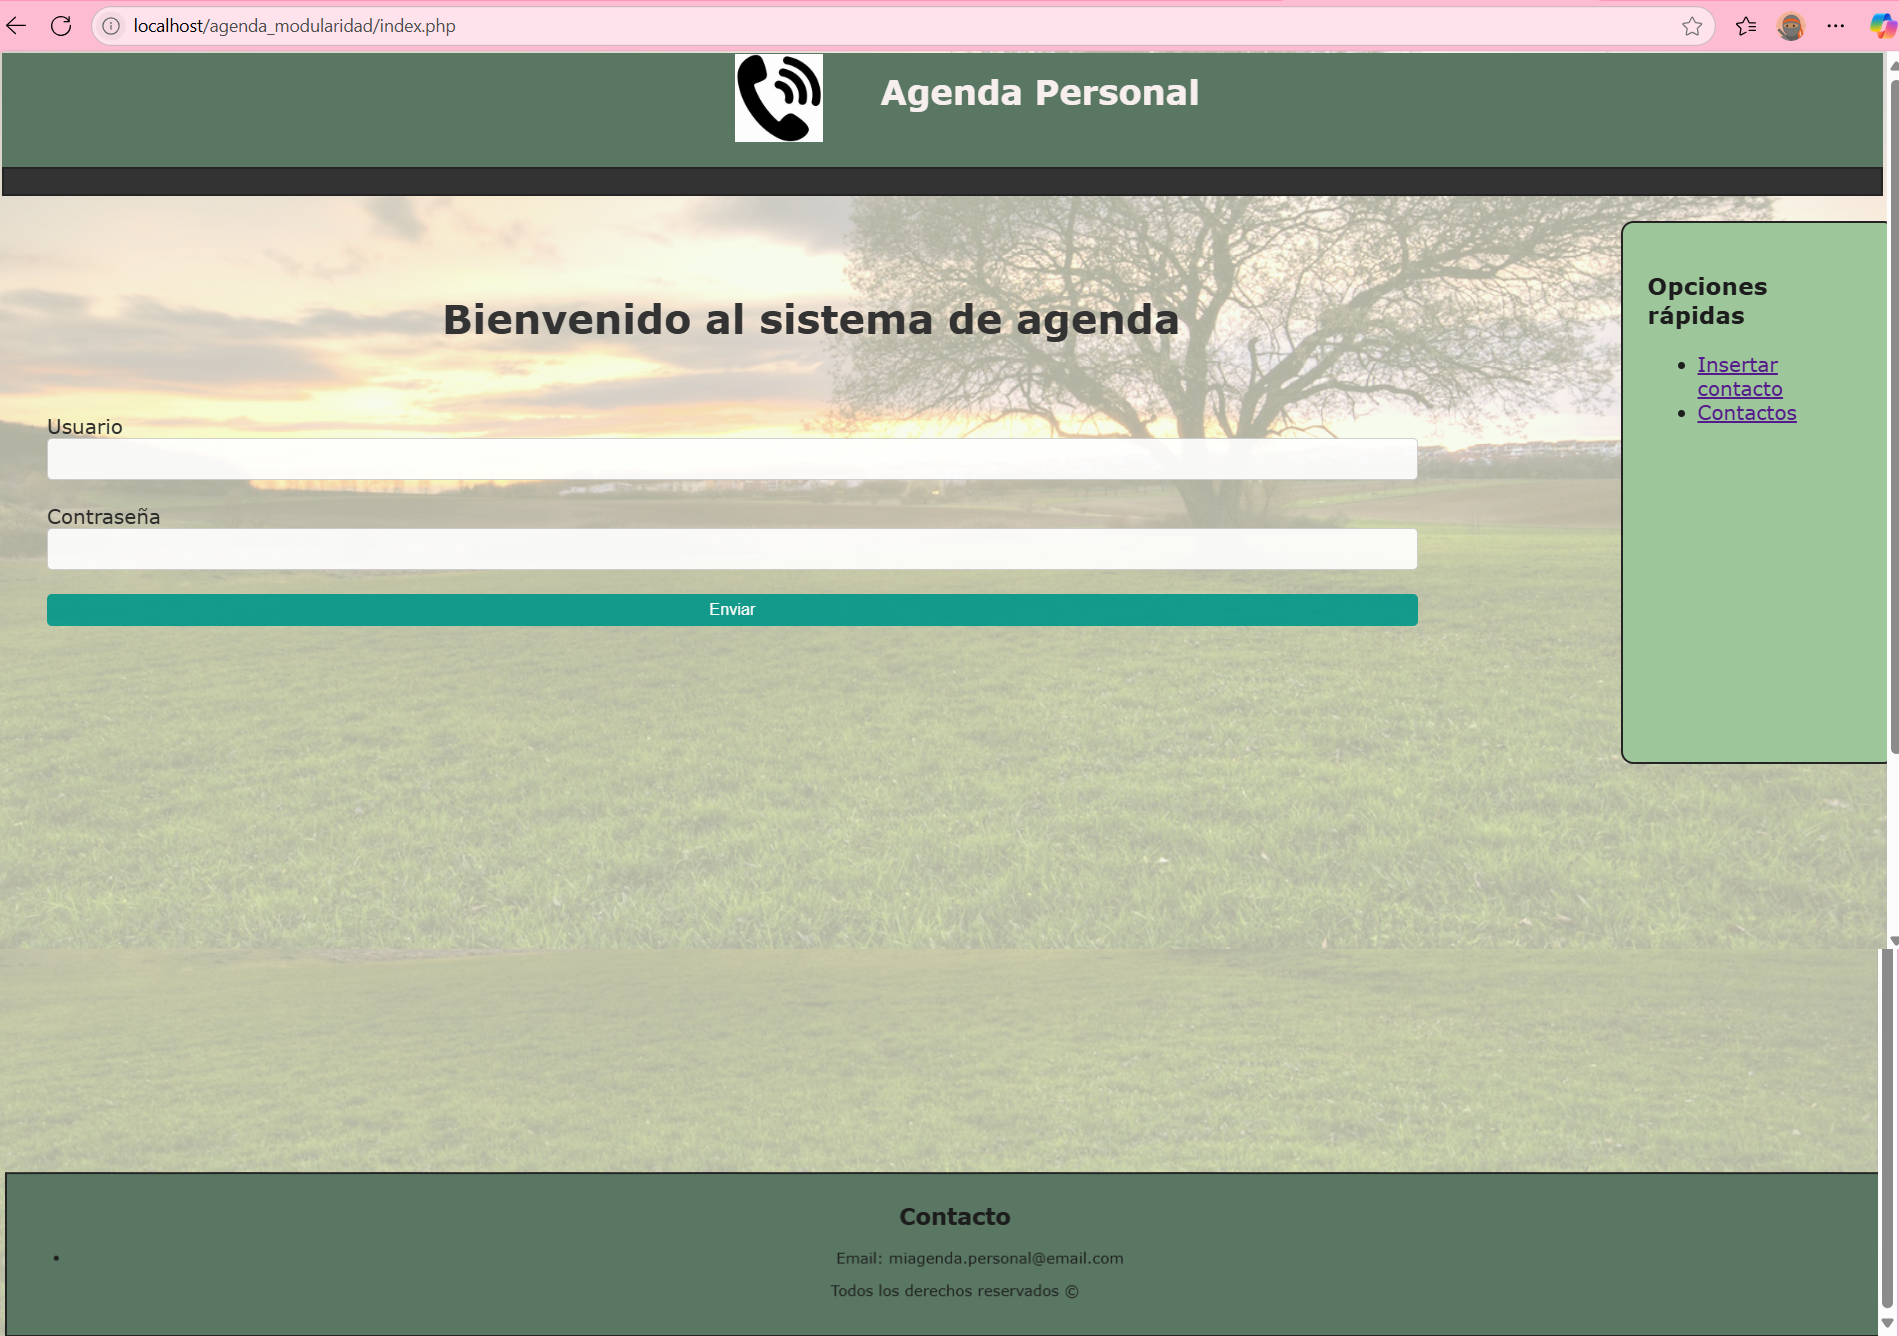 localhost/agenda_modularidad/index.php
Agenda Personal
Bienvenido al sistema de agenda
Usuario
Contraseña
Enviar
Opciones
rápidas
Insertar
contacto
Contactos
Contacto
Email: miagenda.personal@email.com
Todos los derechos reservados ©